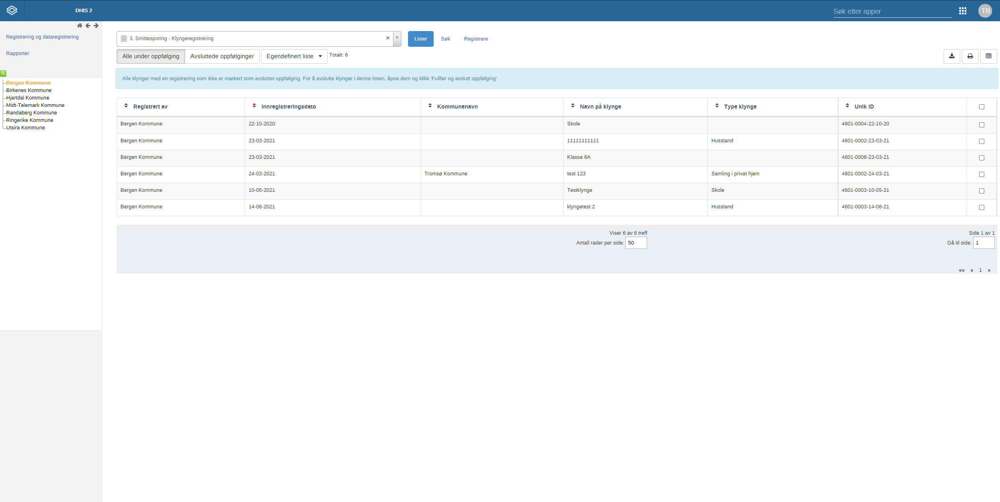 DHIS 2
Søk etter apper
TB
Registrering og dataregistrering
Rapporter
Bergen Kommune
Birkenes Kommune
Hjartdal Kommune
Midt-Telemark Kommune
Randaberg Kommune
Ringerike Kommune
Utsira Kommune
3. Smittesporing - Klyngeregistrering
Lister Søk Registrere
Alle under oppfølging Avsluttede oppfølginger Egendefinert liste Totalt: 6
Alle klynger med en registrering som ikke er markert som avsluttet oppfølging. For å avslutte klynger i denne listen, åpne dem og klikk 'Fullfør og avslutt oppfølging'.
Registrert av Innregistreringsdato Kommunenavn Navn på klynge Type klynge Unik ID
Bergen Kommune 22-10-2020 Skole 4601-0004-22-10-20
Bergen Kommune 23-03-2021 11111111111 Husstand 4601-0002-23-03-21
Bergen Kommune 23-03-2021 Klasse 6A 4601-0006-23-03-21
Bergen Kommune 24-03-2021 Tromsø Kommune test 123 Samling i privat hjem 4601-0002-24-03-21
Bergen Kommune 10-05-2021 Testklynge Skole 4601-0003-10-05-21
Bergen Kommune 14-06-2021 klyngetest 2 Husstand 4601-0003-14-06-21
Viser 6 av 6 treff Side 1 av 1
Antall rader per side: 50 Gå til side: 1
«« « 1 »